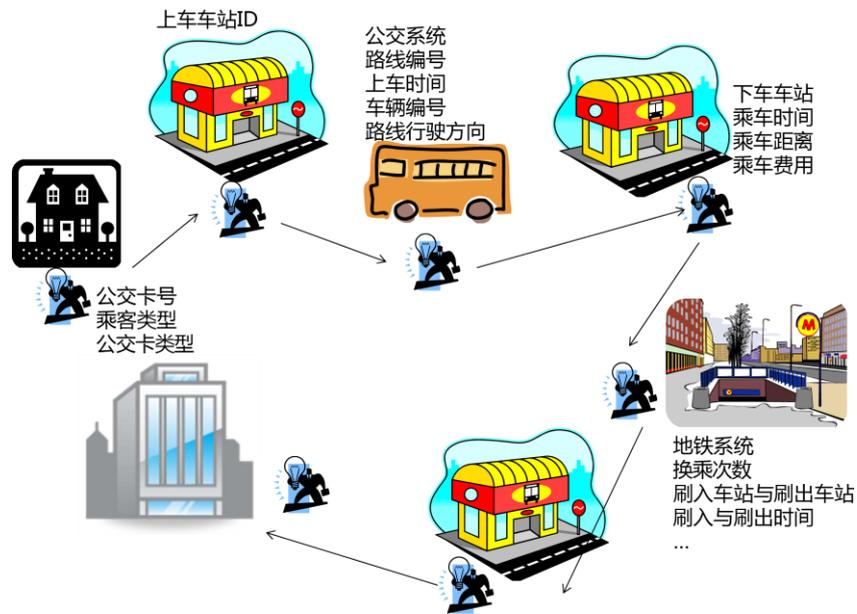 上车车站ID
公交系统
路线编号
上车时间
车辆编号
路线行驶方向
下车车站
乘车时间
乘车距离
乘车费用
公交卡号
乘客类型
公交卡类型
M
地铁系统
换乘次数
刷入车站与刷出车站
刷入与刷出时间
...